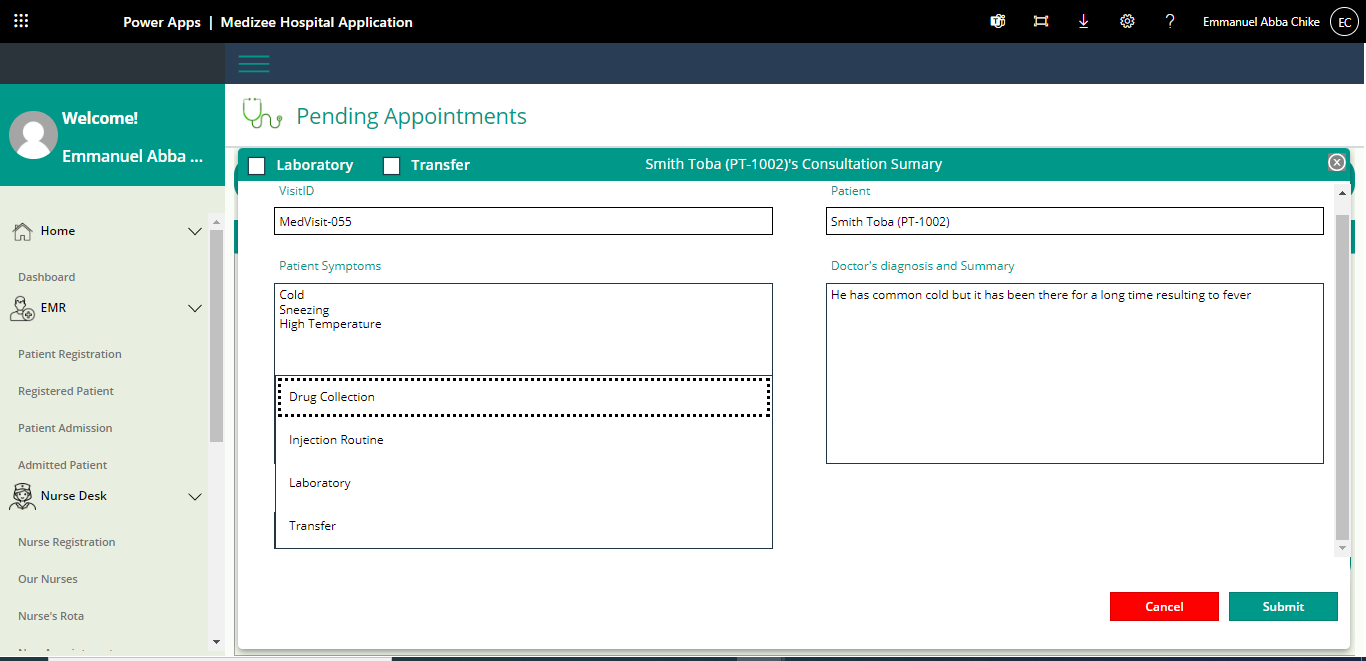 Power Apps | Medizee Hospital Application
Emmanuel Abba Chike
EC
Welcome!
Emmanuel Abba ...
Home
Dashboard
EMR
Patient Registration
Registered Patient
Patient Admission
Admitted Patient
Nurse Desk
Nurse Registration
Our Nurses
Nurse's Rota
Pending Appointments
Laboratory
Transfer
Smith Toba (PT-1002)'s Consultation Sumary
VisitID
MedVisit-055
Patient
Smith Toba (PT-1002)
Patient Symptoms
Cold
Sneezing
High Temperature
Drug Collection
Injection Routine
Laboratory
Transfer
Doctor's diagnosis and Summary
He has common cold but it has been there for a long time resulting to fever
Cancel
Submit